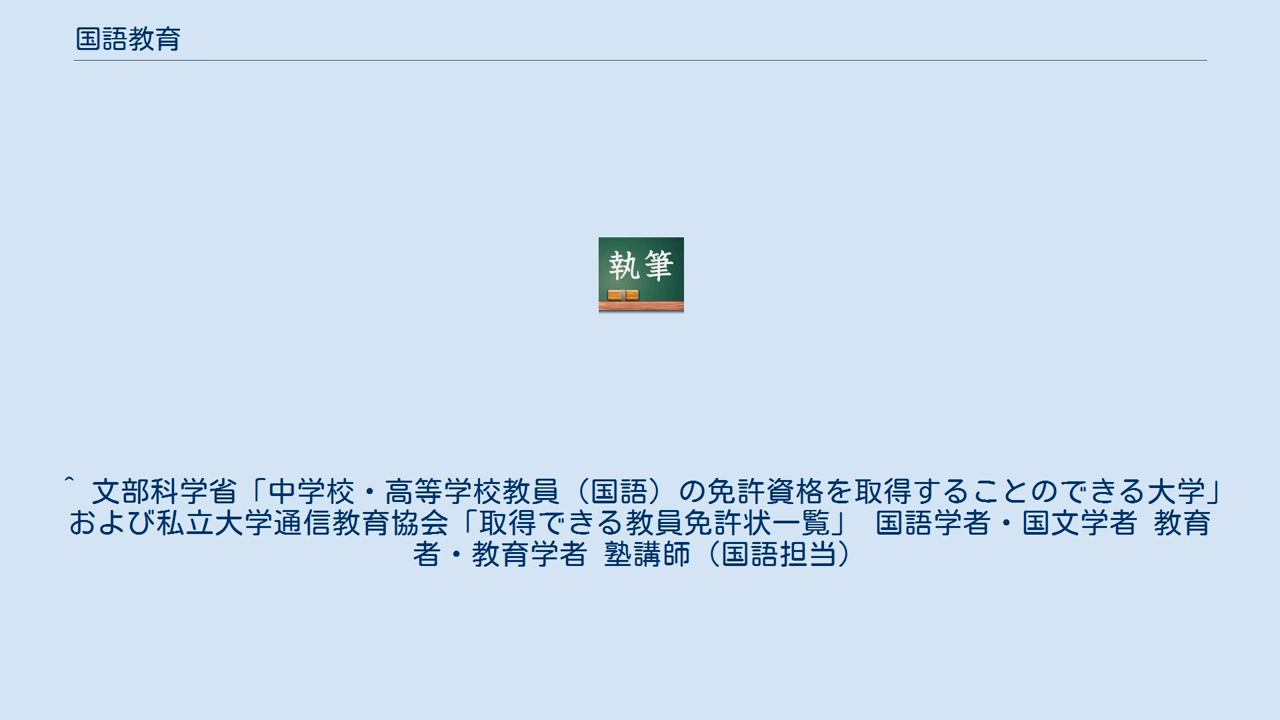 国語教育
執筆
^ 文部科学省「中学校・高等学校教員（国語）の免許資格を取得することのできる大学」
および私立大学通信教育協会「取得できる教員免許状一覧」 国語学者・国文学者 教育
者・教育学者 塾講師（国語担当）